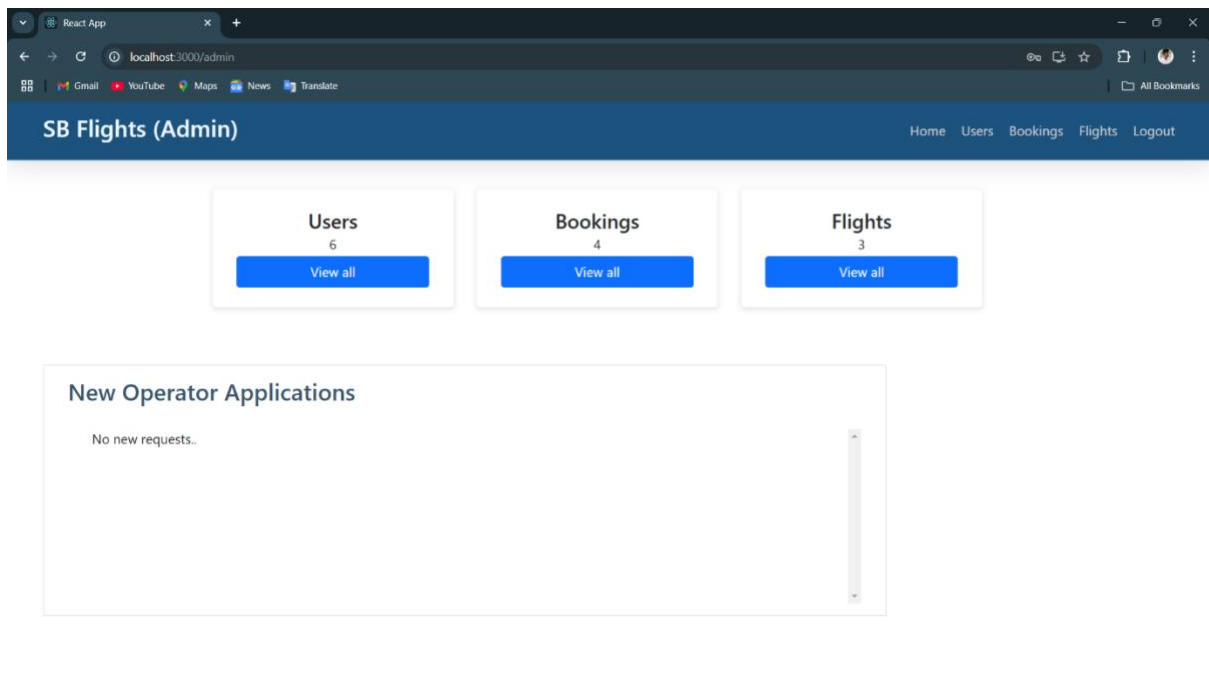 React App
localhost:3000/admin
Gmail YouTube Maps News Translate All Bookmarks
SB Flights (Admin) Home Users Bookings Flights Logout
Users Bookings Flights
6 4 3
View all View all View all
New Operator Applications
No new requests..